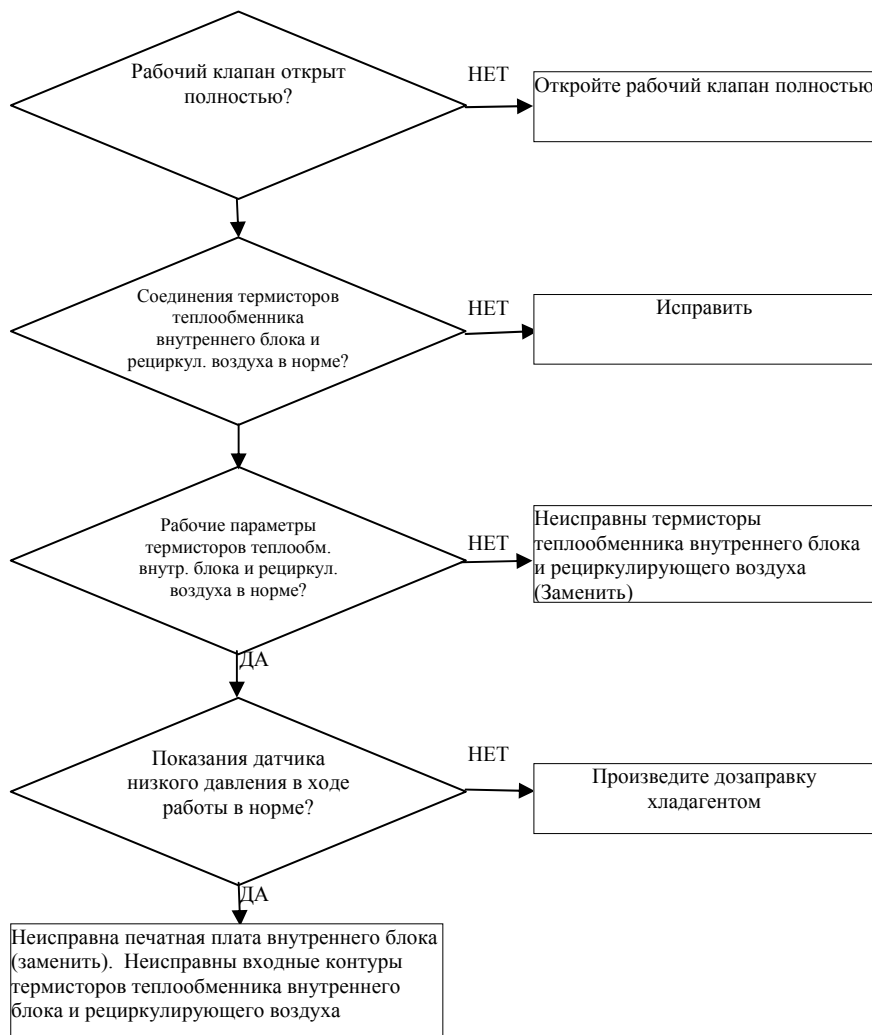 Рабочий клапан открыт
полностью?
НЕТ
Откройте рабочий клапан полностью
Соединения термисторов
теплообменника
внутреннего блока и
рециркул. воздуха в норме?
НЕТ
Исправить
Рабочие параметры
термисторов теплообм.
внутр. блока и рециркул.
воздуха в норме?
НЕТ
Неисправны термисторы
теплообменника внутреннего блока
и рециркулирующего воздуха
(Заменить)
ДА
Показания датчика
низкого давления в ходе
работы в норме?
НЕТ
Произведите дозаправку
хладагентом
ДА
Неисправна печатная плата внутреннего блока
(заменить).  Неисправны входные контуры
термисторов теплообменника внутреннего
блока и рециркулирующего воздуха